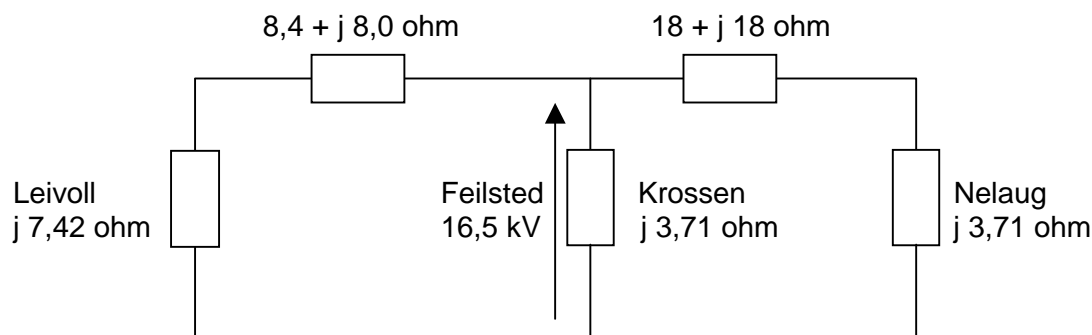 8,4 + j 8,0 ohm
18 + j 18 ohm
Leivoll
j 7,42 ohm
Feilsted
16,5 kV
Krossen
j 3,71 ohm
Nelaug
j 3,71 ohm